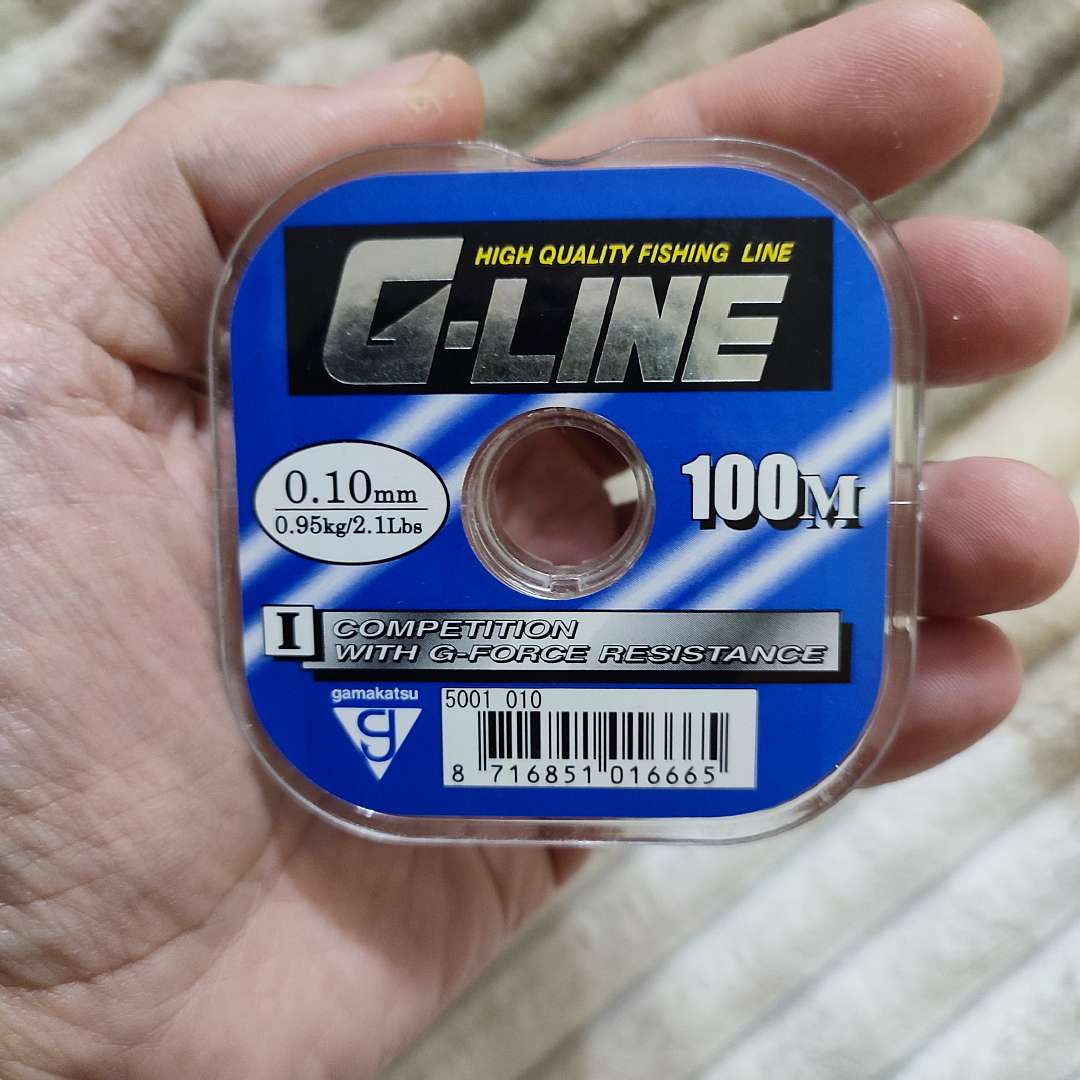 HIGH QUALITY FISHING LINE
G-LINE
0.10mm
0.95kg/2.1Lbs
100M
I
COMPETITION
WITH G-FORCE RESISTANCE
gamakatsu
g
5001 010
8 716851 016665